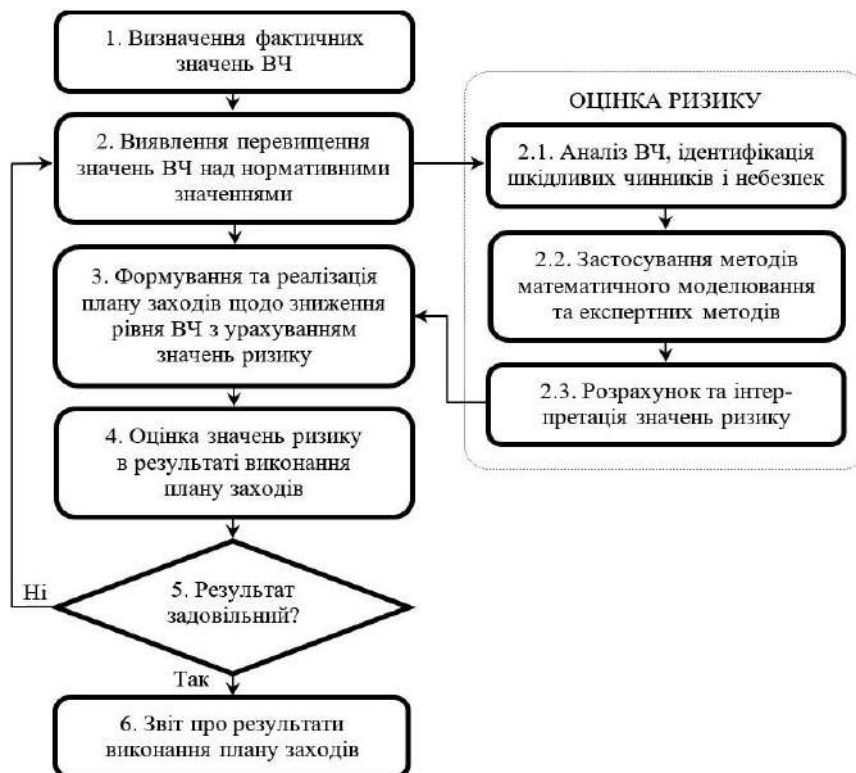 1. Визначення фактичних
значень ВЧ
2. Виявлення перевищення
значень ВЧ над нормативними
значеннями
3. Формування та реалізація
плану заходів щодо зниження
рівня ВЧ з урахуванням
значень ризику
4. Оцінка значень ризику
в результаті виконання
плану заходів
5. Результат
задовільний?
Ні
Так
6. Звіт про результати
виконання плану заходів
ОЦІНКА РИЗИКУ
2.1. Аналіз ВЧ, ідентифікація
шкідливих чинників і небезпек
2.2. Застосування методів
математичного моделювання
та експертних методів
2.3. Розрахунок та інтер-
претація значень ризику